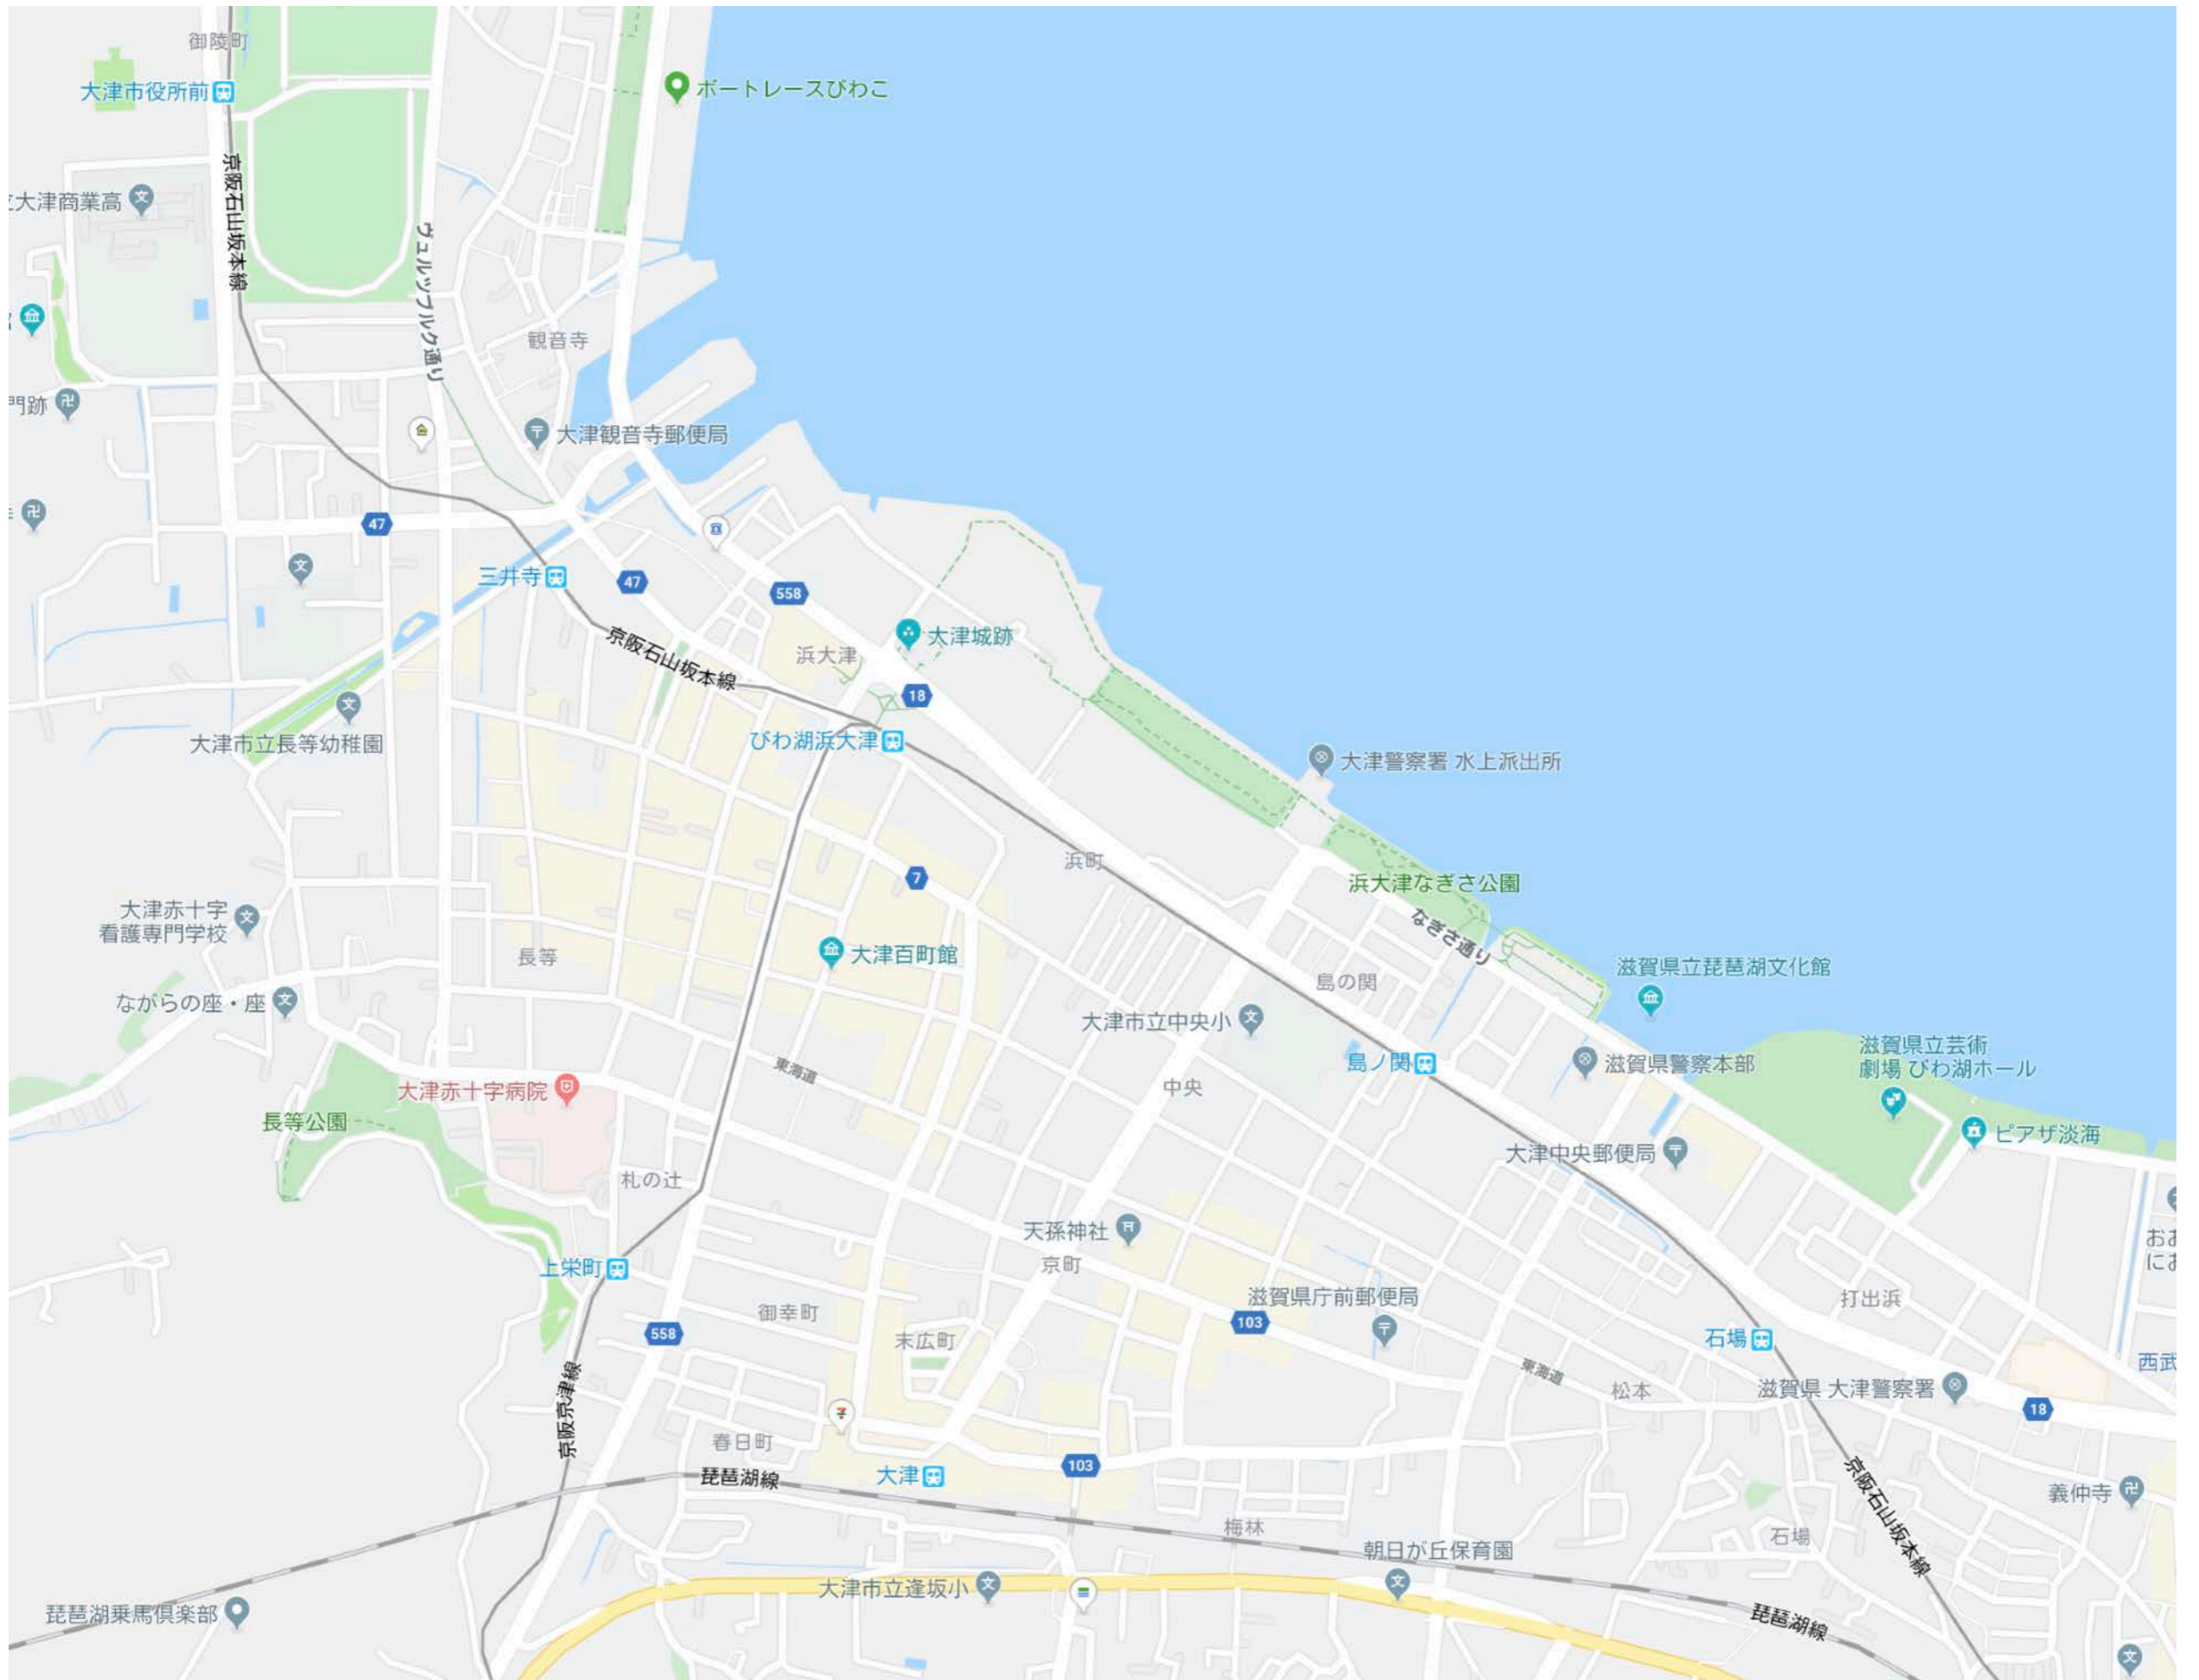 御陵町
大津市役所前
ボートレースびわこ
京阪石山坂本線
大津商業高
ヴュルツブルク通り
観音寺
門跡
大津観音寺郵便局
47
三井寺
47
558
京阪石山坂本線
浜大津
大津城跡
18
大津市立長等幼稚園
びわ湖浜大津
大津警察署 水上派出所
浜町
7
浜大津なぎさ公園
なぎさ通り
大津赤十字
看護専門学校
長等
大津百町館
島の関
滋賀県立琵琶湖文化館
ながらの座・座
大津市立中央小
島ノ関
滋賀県警察本部
滋賀県立芸術
劇場 びわ湖ホール
東海道
中央
大津赤十字病院
長等公園
ピアザ淡海
大津中央郵便局
札の辻
天孫神社
京町
上栄町
御幸町
滋賀県庁前郵便局
打出浜
おお
にお
558
末広町
103
石場
西武
京阪京津線
東海道
松本
滋賀県 大津警察署
18
春日町
大津
103
琵琶湖線
京阪石山坂本線
義仲寺
梅林
石場
朝日が丘保育園
大津市立逢坂小
琵琶湖乗馬倶楽部
琵琶湖線